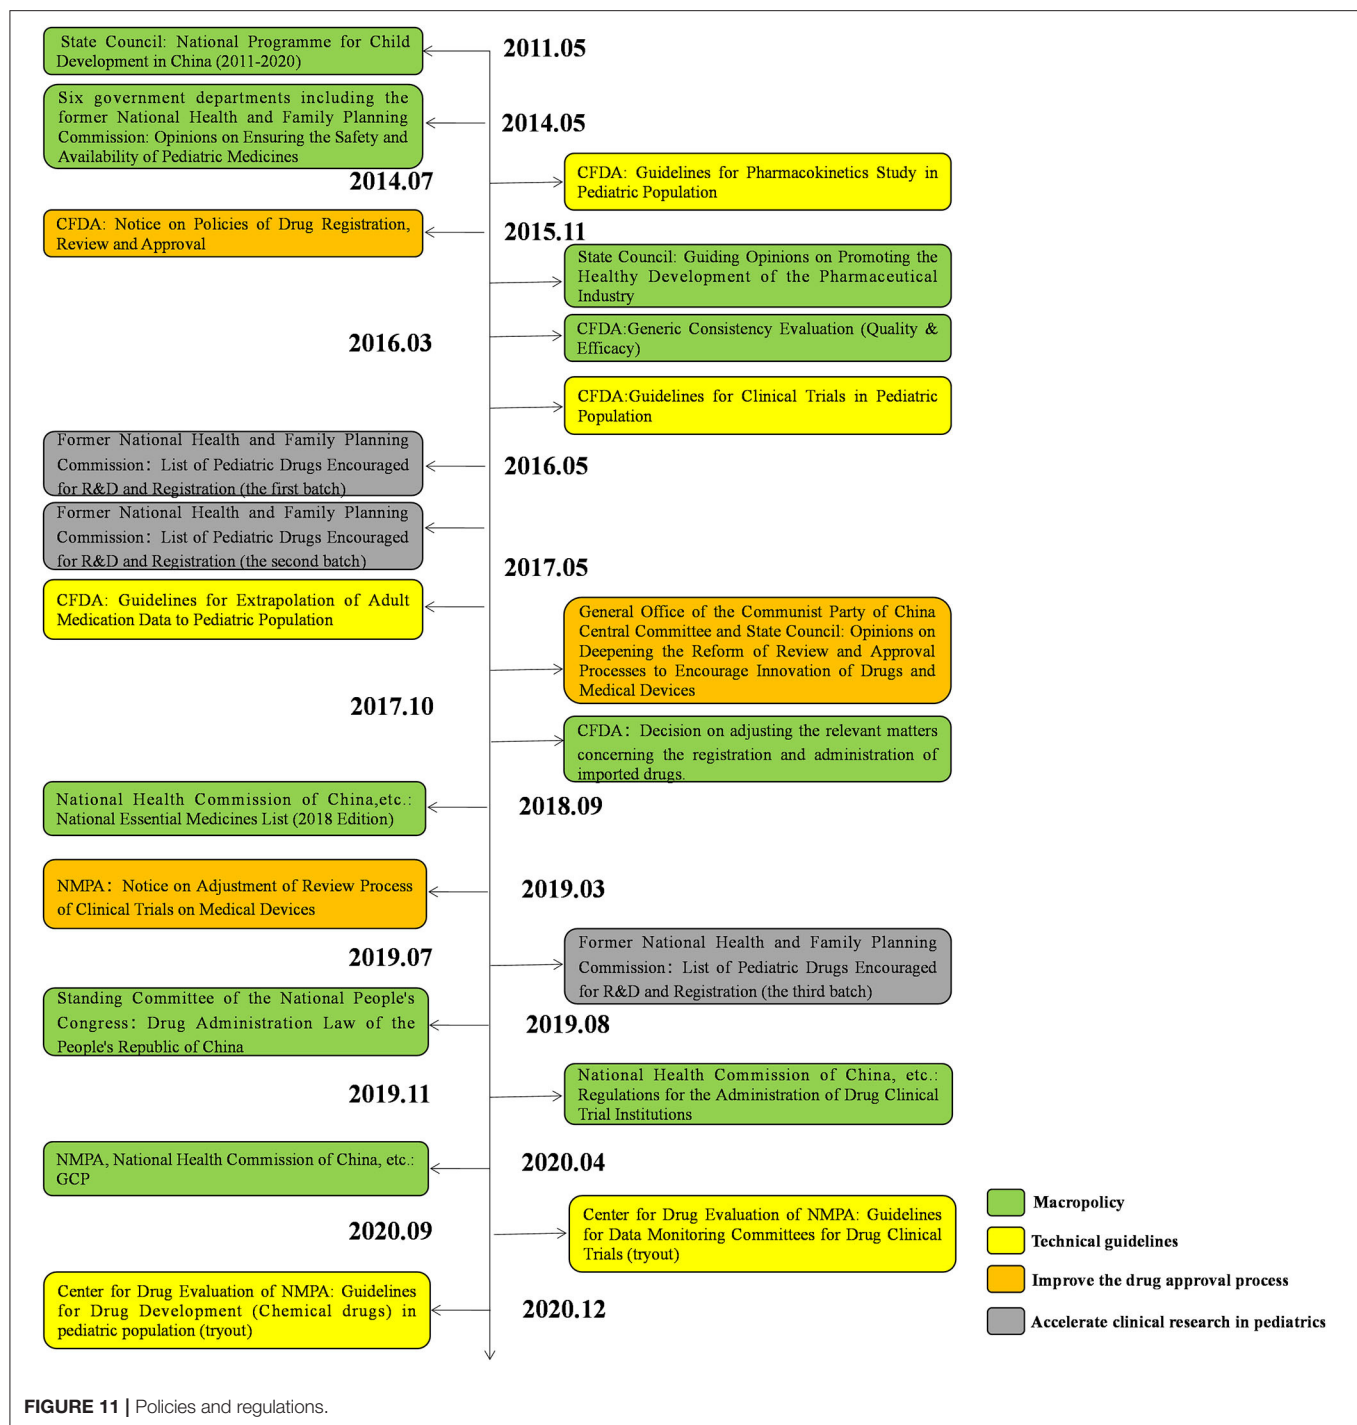 State Council: National Programme for Child
Development in China (2011-2020)
2011.05
Six government departments including the
former National Health and Family Planning
Commission: Opinions on Ensuring the Safety and
Availability of Pediatric Medicines
2014.05
2014.07
CFDA: Guidelines for Pharmacokinetics Study in
Pediatric Population
CFDA: Notice on Policies of Drug Registration,
Review and Approval
2015.11
State Council: Guiding Opinions on Promoting the
Healthy Development of the Pharmaceutical
Industry
2016.03
CFDA:Generic Consistency Evaluation (Quality &
Efficacy)
CFDA:Guidelines for Clinical Trials in Pediatric
Population
Former National Health and Family Planning
Commission: List of Pediatric Drugs Encouraged
for R&D and Registration (the first batch)
2016.05
Former National Health and Family Planning
Commission: List of Pediatric Drugs Encouraged
for R&D and Registration (the second batch)
2017.05
CFDA: Guidelines for Extrapolation of Adult
Medication Data to Pediatric Population
General Office of the Communist Party of China
Central Committee and State Council: Opinions on
Deepening the Reform of Review and Approval
Processes to Encourage Innovation of Drugs and
Medical Devices
2017.10
CFDA: Decision on adjusting the relevant matters
concerning the registration and administration of
imported drugs.
National Health Commission of China,etc.:
National Essential Medicines List (2018 Edition)
2018.09
NMPA: Notice on Adjustment of Review Process
of Clinical Trials on Medical Devices
2019.03
2019.07
Former National Health and Family Planning
Commission: List of Pediatric Drugs Encouraged
for R&D and Registration (the third batch)
Standing Committee of the National People's
Congress: Drug Administration Law of the
People's Republic of China
2019.08
2019.11
National Health Commission of China, etc.:
Regulations for the Administration of Drug Clinical
Trial Institutions
NMPA, National Health Commission of China, etc.:
GCP
2020.04
2020.09
Center for Drug Evaluation of NMPA: Guidelines
for Data Monitoring Committees for Drug Clinical
Trials (tryout)
Center for Drug Evaluation of NMPA: Guidelines
for Drug Development (Chemical drugs) in
pediatric population (tryout)
2020.12
Macropolicy
Technical guidelines
Improve the drug approval process
Accelerate clinical research in pediatrics
FIGURE 11 | Policies and regulations.